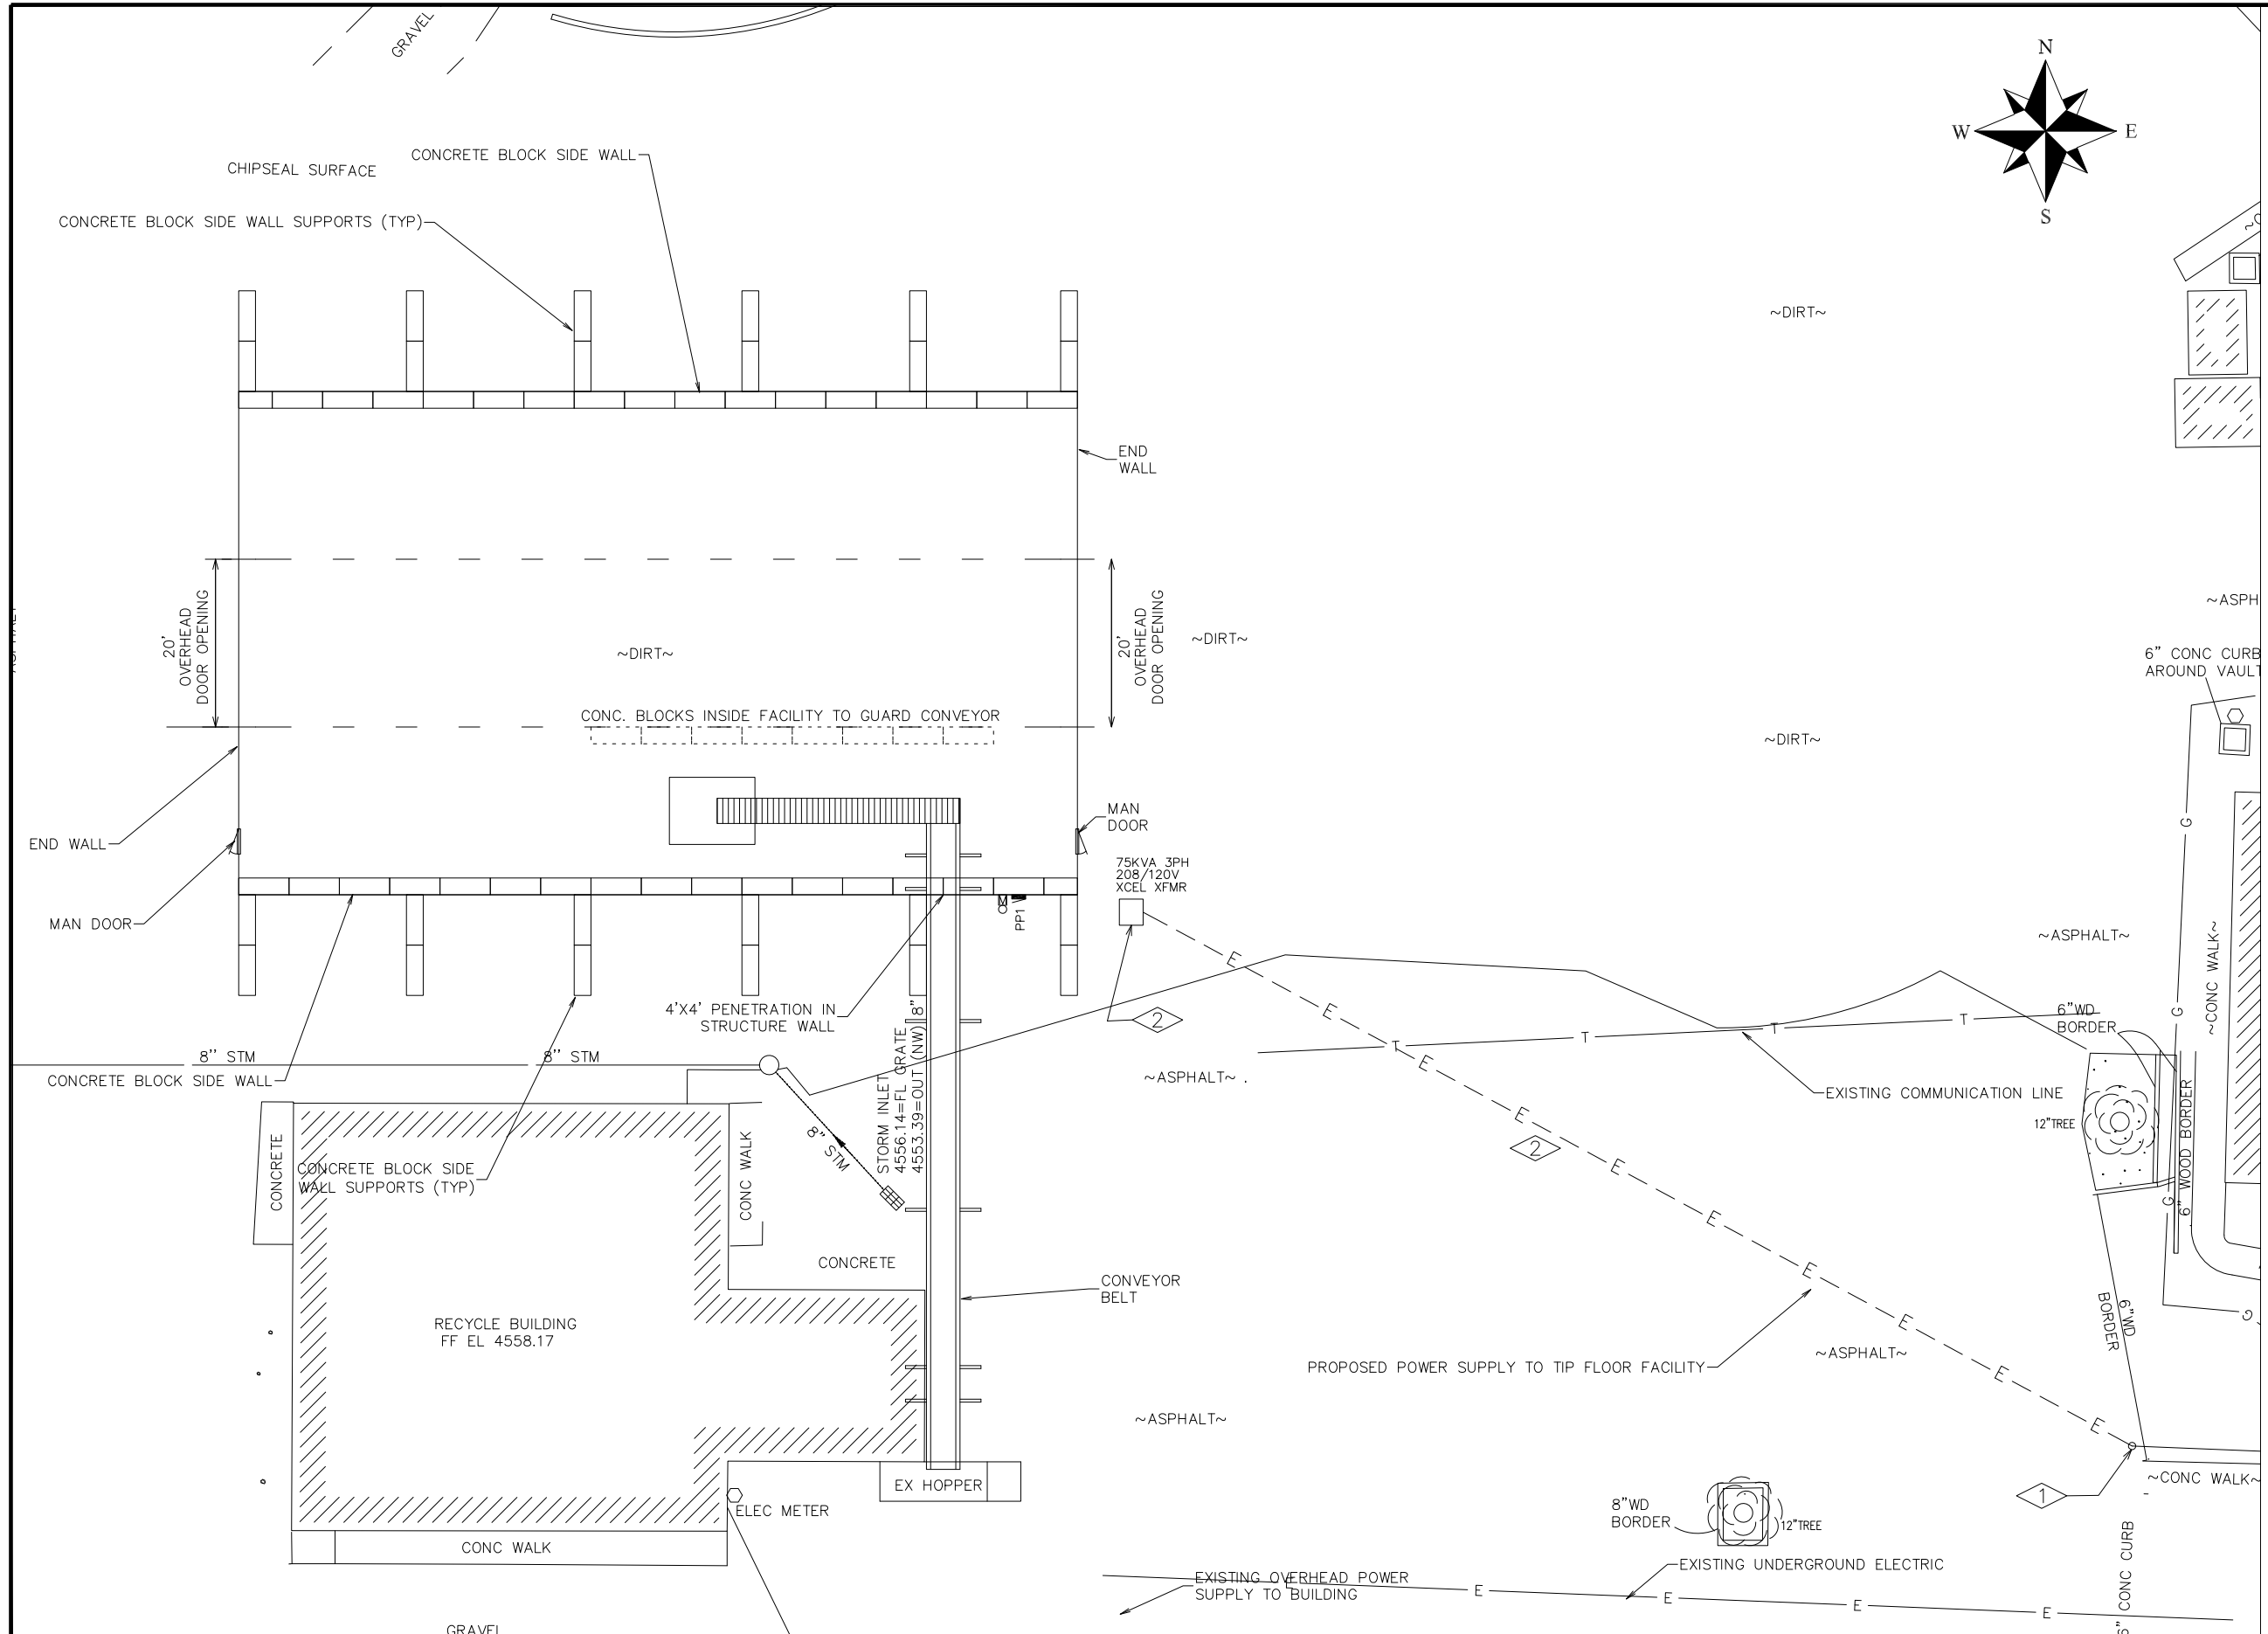 GRAVEL
N
W
E
S
CONCRETE BLOCK SIDE WALL
CHIPSEAL SURFACE
CONCRETE BLOCK SIDE WALL SUPPORTS (TYP)
~DIRT~
END
WALL
20'
OVERHEAD
DOOR OPENING
~DIRT~
20'
OVERHEAD
DOOR OPENING
~DIRT~
~ASPH
6" CONC CURB
AROUND VAULT
CONC. BLOCKS INSIDE FACILITY TO GUARD CONVEYOR
~DIRT~
END WALL
MAN
DOOR
G
75KVA 3PH
208/120V
XCEL XFMR
MAN DOOR
M
PP1
~ASPHALT~
~CONC WALK~
E
4'X4' PENETRATION IN
STRUCTURE WALL
2
E
T
T
T
T
6"WD
BORDER
G
8" STM
8" STM
CONCRETE BLOCK SIDE WALL
STORM INLET
4556.14=FL GRATE
4553.39=OUT (NW) 8"
~ASPHALT~ .
E
EXISTING COMMUNICATION LINE
12"TREE
6" WOOD BORDER
E
2
CONCRETE
CONCRETE BLOCK SIDE
WALL SUPPORTS (TYP)
CONC WALK
8" STM
E
G
E
CONCRETE
E
CONVEYOR
BELT
RECYCLE BUILDING
FF EL 4558.17
E
6"WD
BORDER
G
PROPOSED POWER SUPPLY TO TIP FLOOR FACILITY
~ASPHALT~
E
~ASPHALT~
E
EX HOPPER
~CONC WALK~
1
ELEC METER
8"WD
BORDER
12"TREE
CONC WALK
EXISTING UNDERGROUND ELECTRIC
EXISTING OVERHEAD POWER
SUPPLY TO BUILDING
E
E
E
E
E
6" CONC CURB
GRAVEL